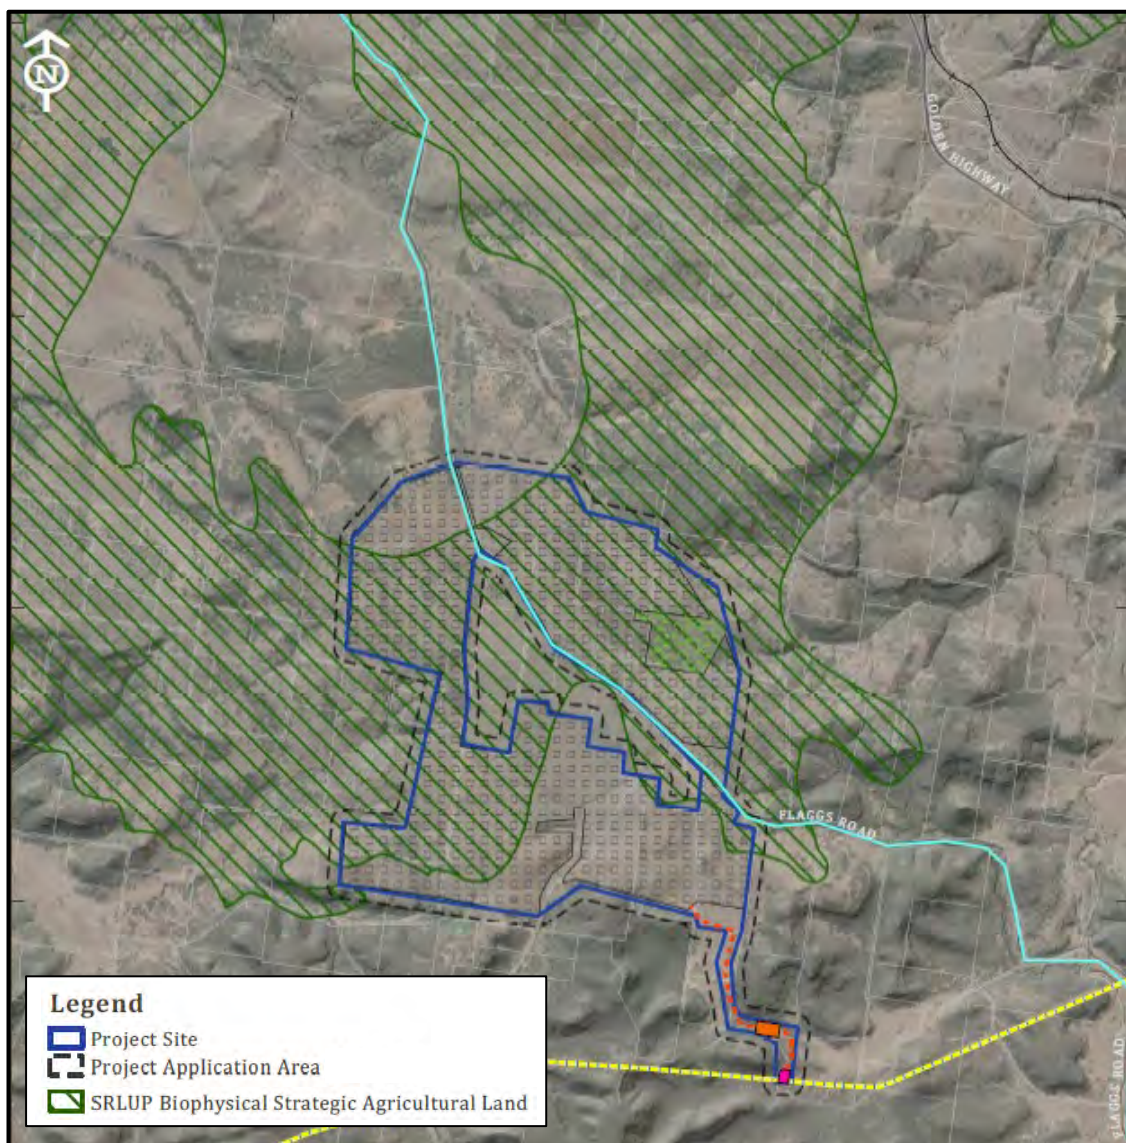 N
GOLDEN HIGHWAY
FLAGGS ROAD
FLAGGS ROAD
Legend
Project Site
Project Application Area
SRLUP Biophysical Strategic Agricultural Land